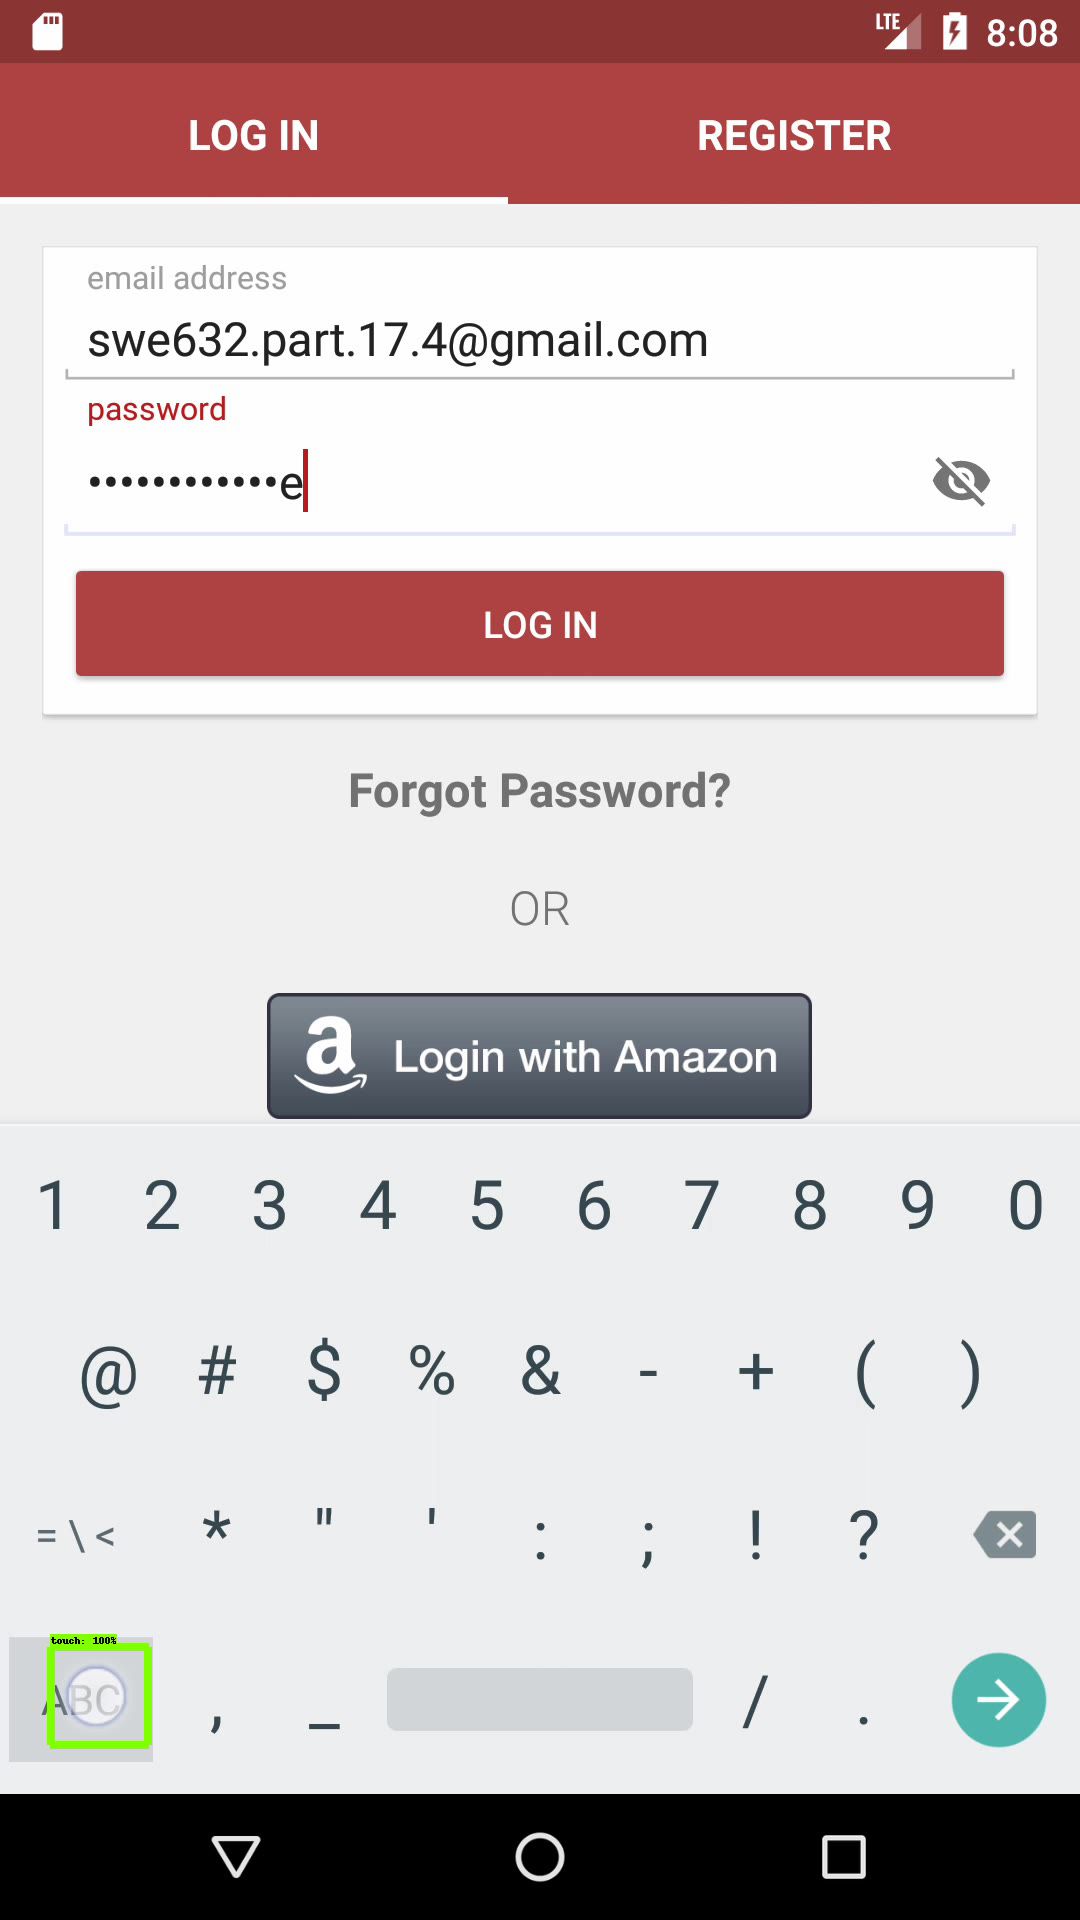 LTE 8:08
LOG IN REGISTER
email address
swe632.part.17.4@gmail.com
password
••••••••••••e
LOG IN
Forgot Password?
OR
a Login with Amazon
1 2 3 4 5 6 7 8 9 0
@ # $ % & - + ( )
= \ < * " ' : ; ! ?
touch: 100%
ABC , _ / .